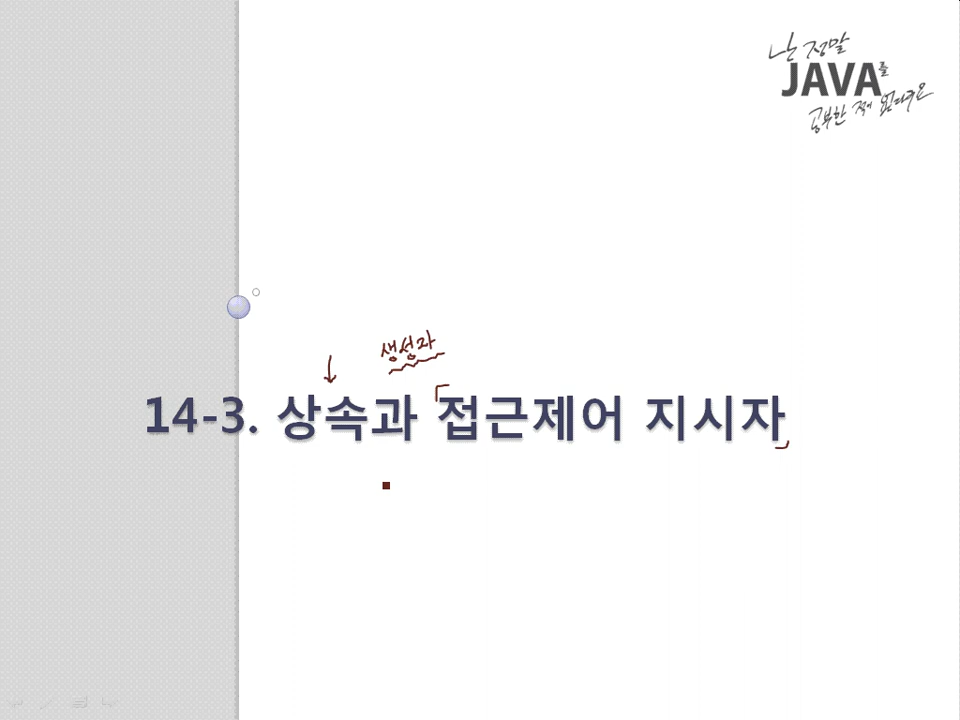 난 정말
JAVA를
공부한 적이 없다구요
생성자
14-3. 상속과 접근제어 지시자